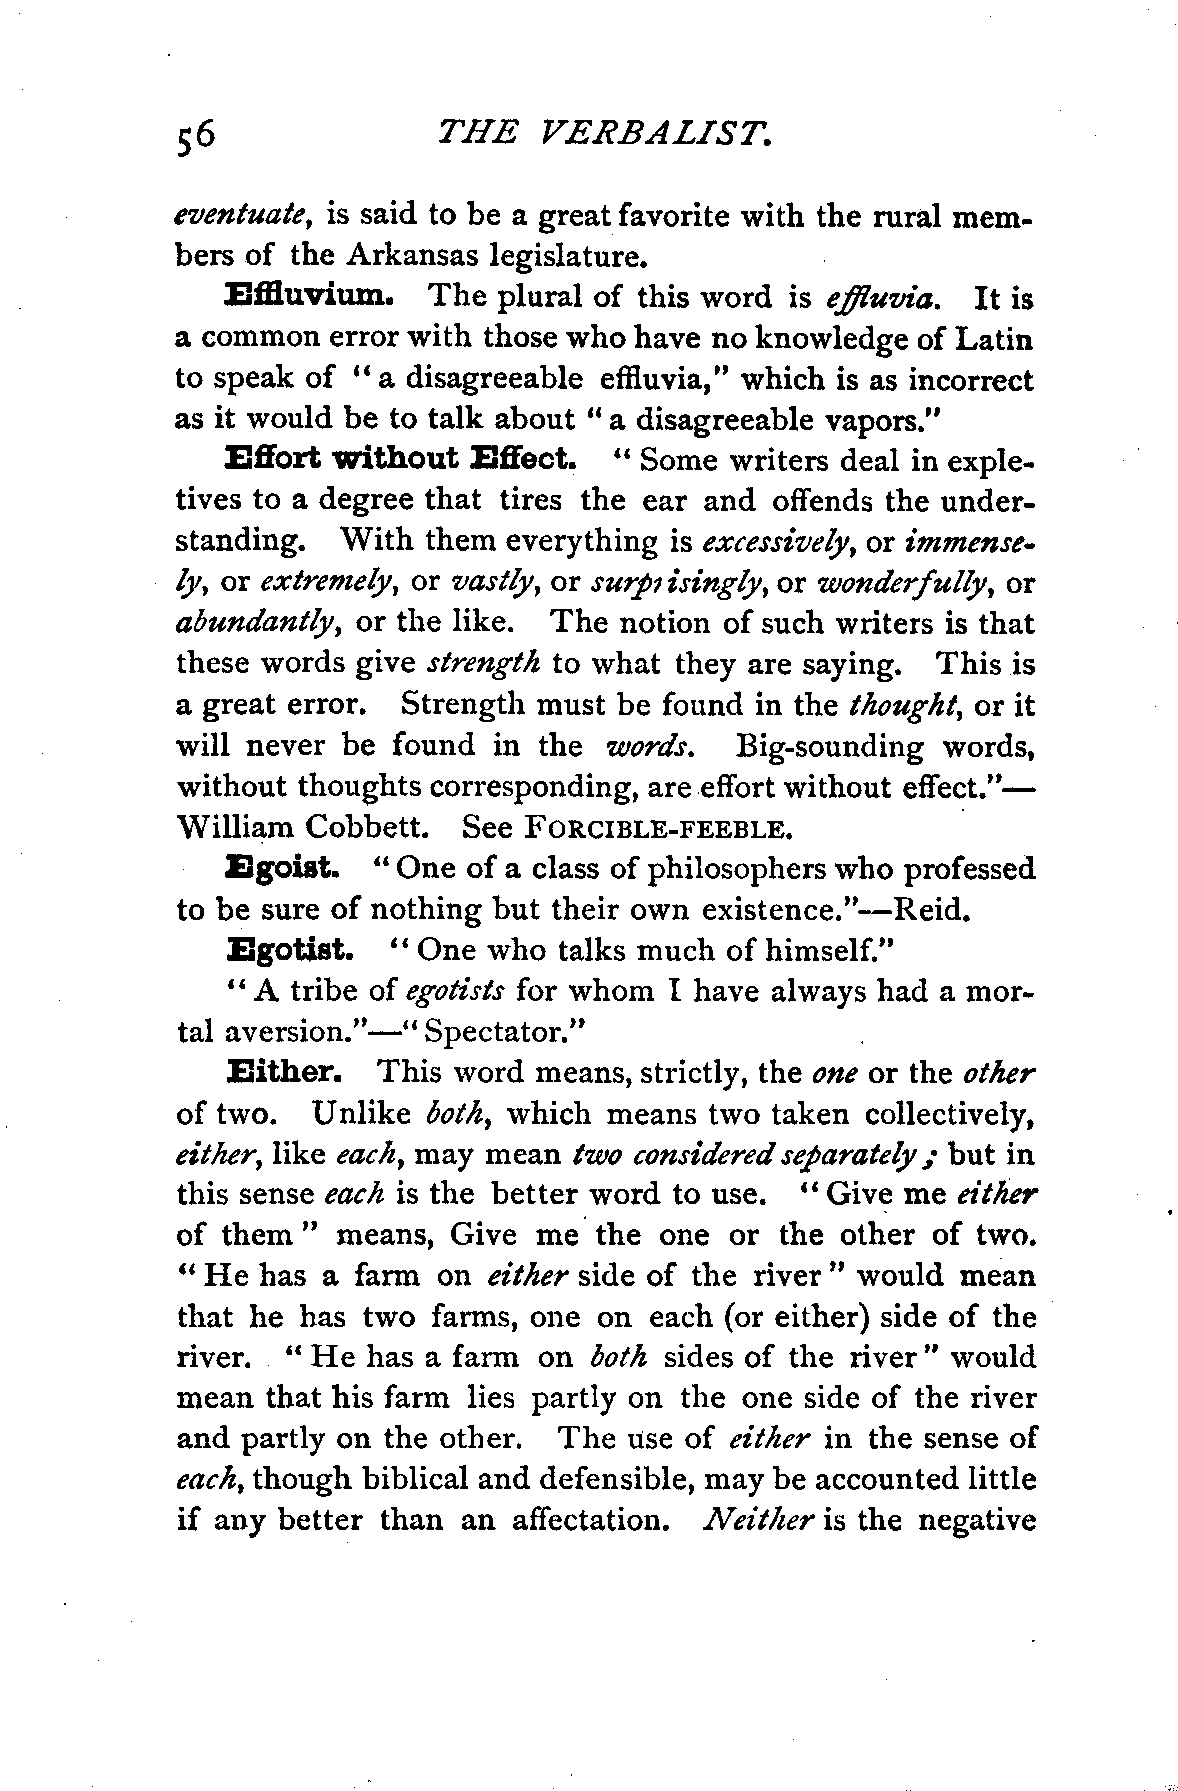 56 THE VERBALIST.
eventuate, is said to be a great favorite with the rural mem-
bers of the Arkansas legislature.
Effluvium. The plural of this word is effluvia. It is
a common error with those who have no knowledge of Latin
to speak of "a disagreeable effluvia," which is as incorrect
as it would be to talk about "a disagreeable vapors."
Effort without Effect. "Some writers deal in exple-
tives to a degree that tires the ear and offends the under-
standing. With them everything is excessively, or immense-
ly, or extremely, or vastly, or surprisingly, or wonderfully, or
abundantly, or the like. The notion of such writers is that
these words give strength to what they are saying. This is
a great error. Strength must be found in the thought, or it
will never be found in the words. Big-sounding words,
without thoughts corresponding, are effort without effect."—
William Cobbett. See FORCIBLE-FEEBLE.
Egoist. "One of a class of philosophers who professed
to be sure of nothing but their own existence."—Reid.
Egotist. "One who talks much of himself."
"A tribe of egotists for whom I have always had a mor-
tal aversion."—"Spectator."
Either. This word means, strictly, the one or the other
of two. Unlike both, which means two taken collectively,
either, like each, may mean two considered separately; but in
this sense each is the better word to use. "Give me either
of them" means, Give me the one or the other of two.
"He has a farm on either side of the river" would mean
that he has two farms, one on each (or either) side of the
river. "He has a farm on both sides of the river" would
mean that his farm lies partly on the one side of the river
and partly on the other. The use of either in the sense of
each, though biblical and defensible, may be accounted little
if any better than an affectation. Neither is the negative